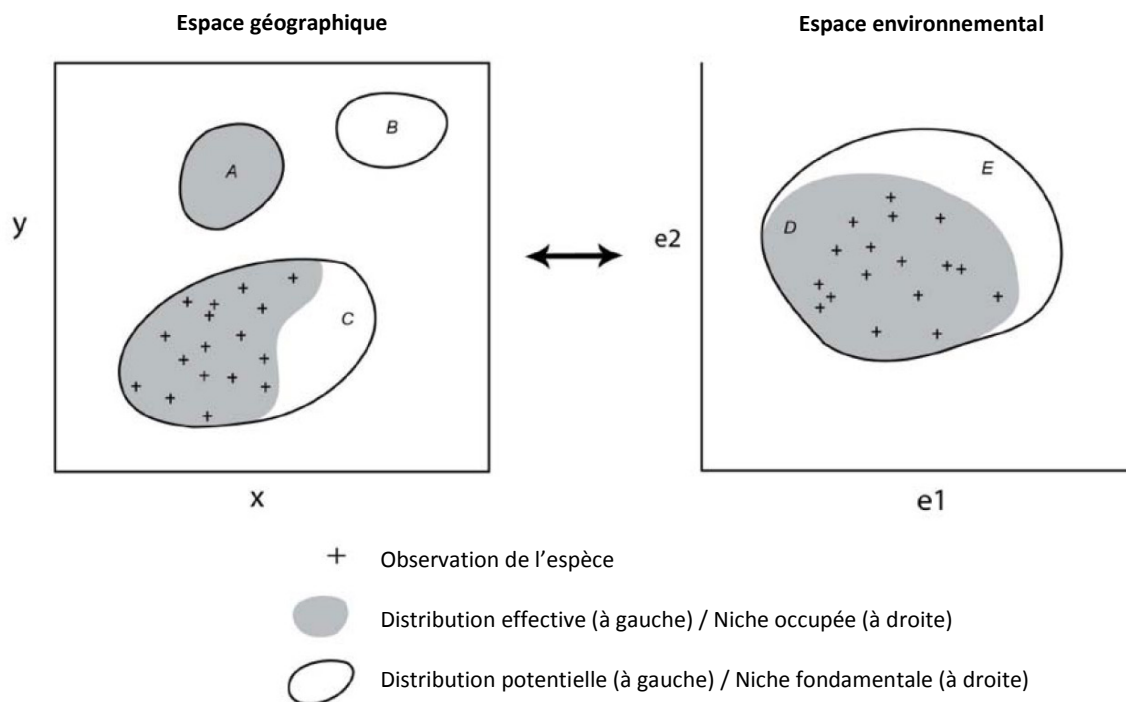 Espace géographique
Espace environnemental
A
B
C
y
x
D
E
e2
e1
Observation de l’espèce
Distribution effective (à gauche) / Niche occupée (à droite)
Distribution potentielle (à gauche) / Niche fondamentale (à droite)